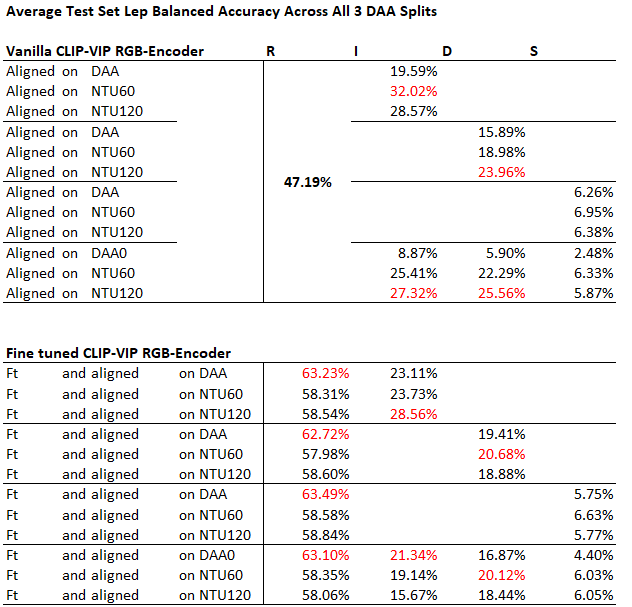 Average Test Set Lep Balanced Accuracy Across All 3 DAA Splits
Vanilla CLIP-VIP RGB-Encoder R I D S
Aligned on DAA 19.59%
Aligned on NTU60 32.02%
Aligned on NTU120 28.57%
Aligned on DAA 15.89%
Aligned on NTU60 18.98%
Aligned on NTU120 23.96%
47.19%
Aligned on DAA 6.26%
Aligned on NTU60 6.95%
Aligned on NTU120 6.38%
Aligned on DAA0 8.87% 5.90% 2.48%
Aligned on NTU60 25.41% 22.29% 6.33%
Aligned on NTU120 27.32% 25.56% 5.87%
Fine tuned CLIP-VIP RGB-Encoder
Ft and aligned on DAA 63.23% 23.11%
Ft and aligned on NTU60 58.31% 23.73%
Ft and aligned on NTU120 58.54% 28.56%
Ft and aligned on DAA 62.72% 19.41%
Ft and aligned on NTU60 57.98% 20.68%
Ft and aligned on NTU120 58.60% 18.88%
Ft and aligned on DAA 63.49% 5.75%
Ft and aligned on NTU60 58.58% 6.63%
Ft and aligned on NTU120 58.84% 5.77%
Ft and aligned on DAA0 63.10% 21.34% 16.87% 4.40%
Ft and aligned on NTU60 58.35% 19.14% 20.12% 6.03%
Ft and aligned on NTU120 58.06% 15.67% 18.44% 6.05%